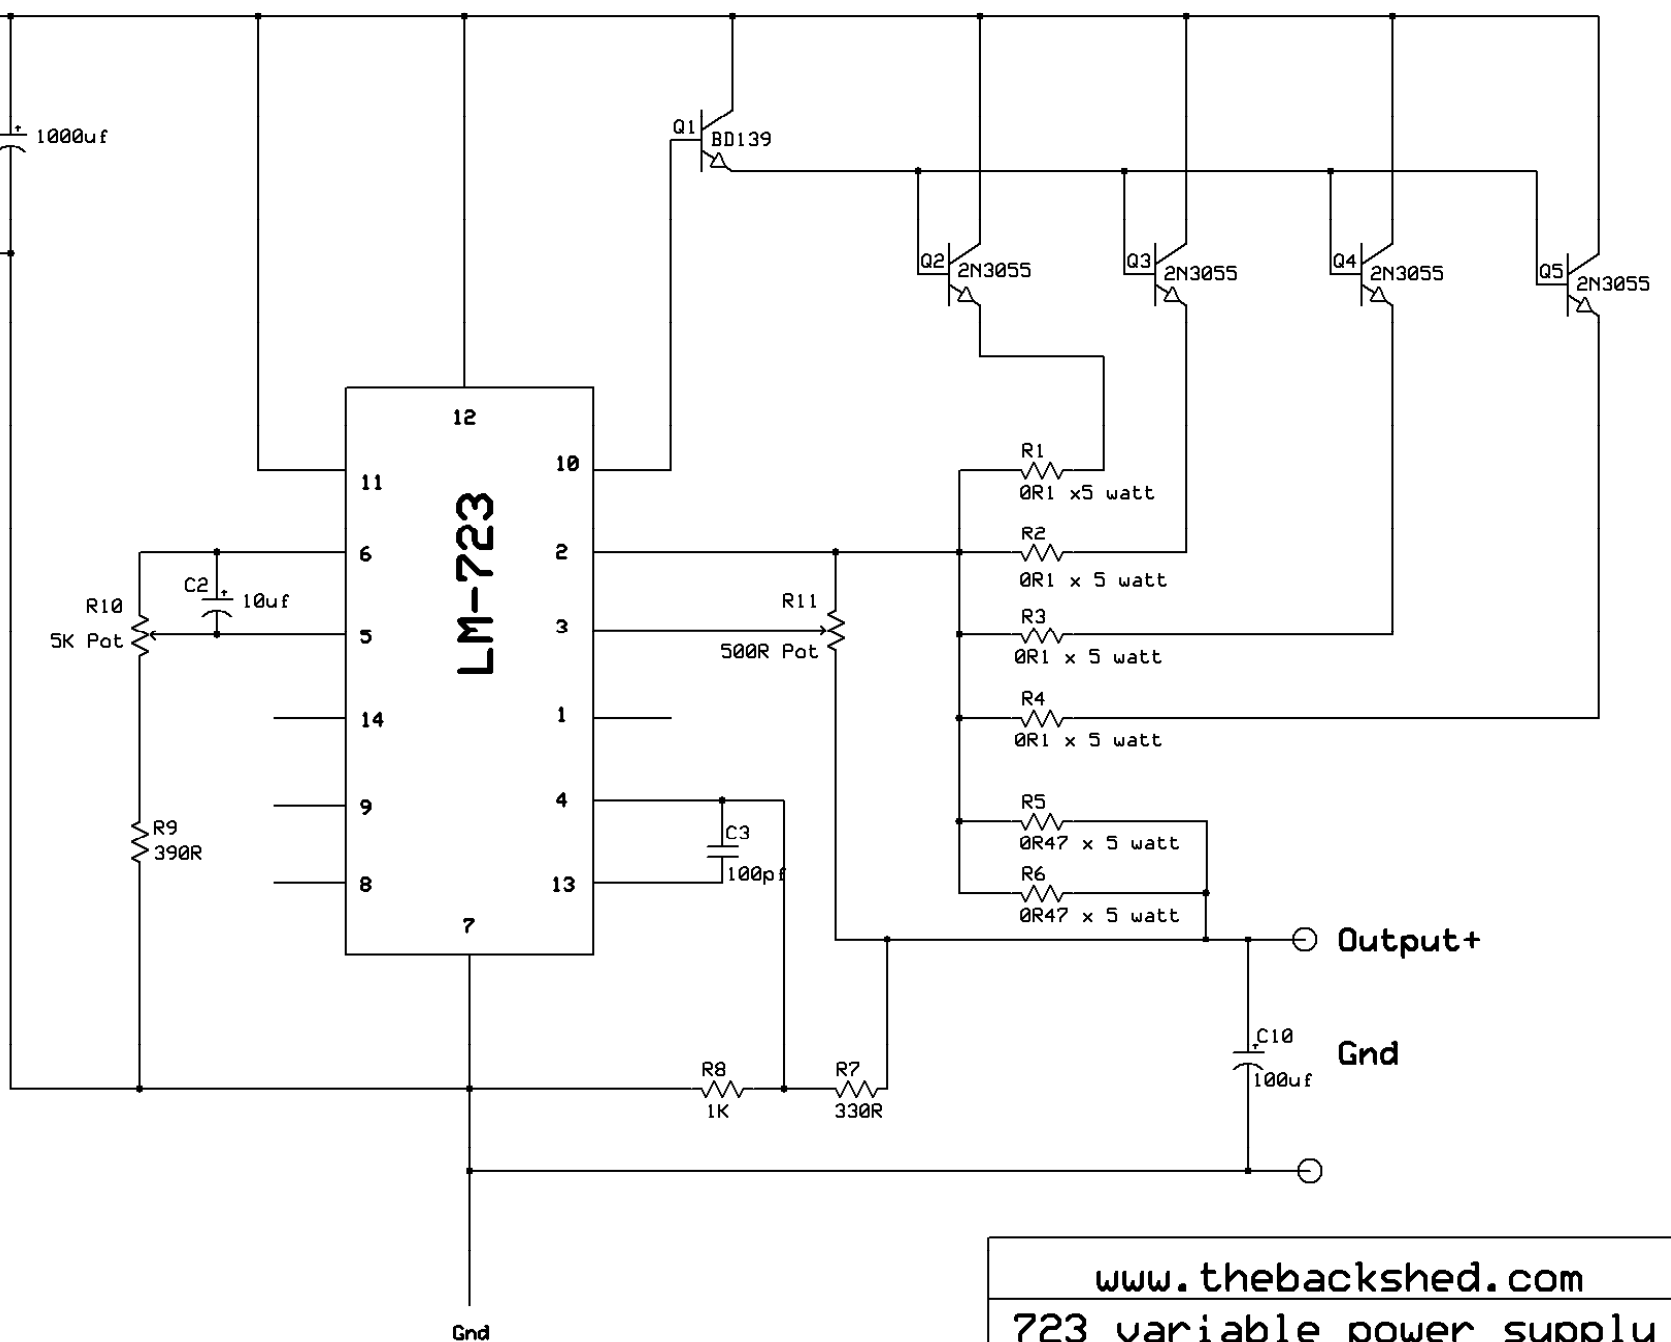 1000uf
Q1
BD139
Q2
2N3055
Q3
2N3055
Q4
2N3055
Q5
2N3055
12
11
10
LM-723
6
2
5
3
14
1
9
4
8
13
7
C2
10uf
R10
5K Pot
R9
390R
R11
500R Pot
R1
0R1 x5 watt
R2
0R1 x 5 watt
R3
0R1 x 5 watt
R4
0R1 x 5 watt
R5
0R47 x 5 watt
R6
0R47 x 5 watt
C3
100pf
Output+
C10
100uf
Gnd
R8
1K
R7
330R
Gnd
www.thebackshed.com
723 variable power supply